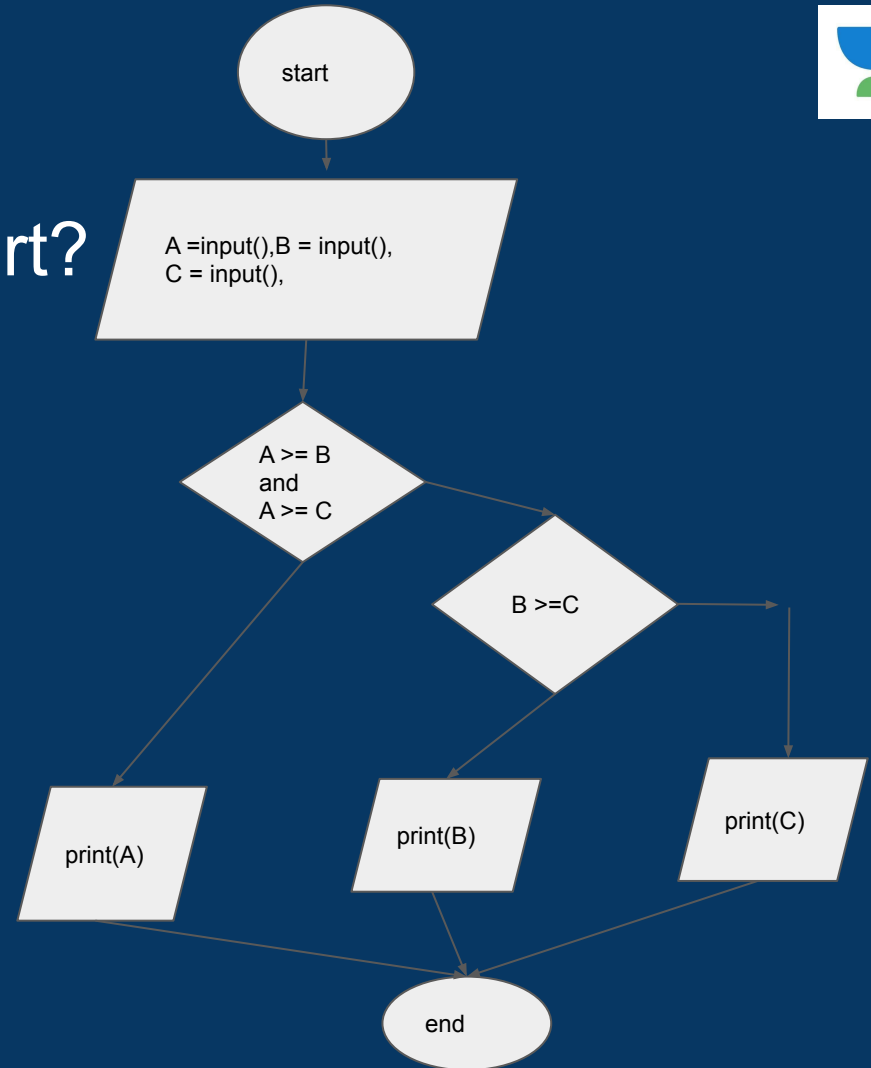 start
rt?
A =input(),B = input(),
C = input(),
A >= B
and
A >= C
B >=C
print(A)
print(B)
print(C)
end